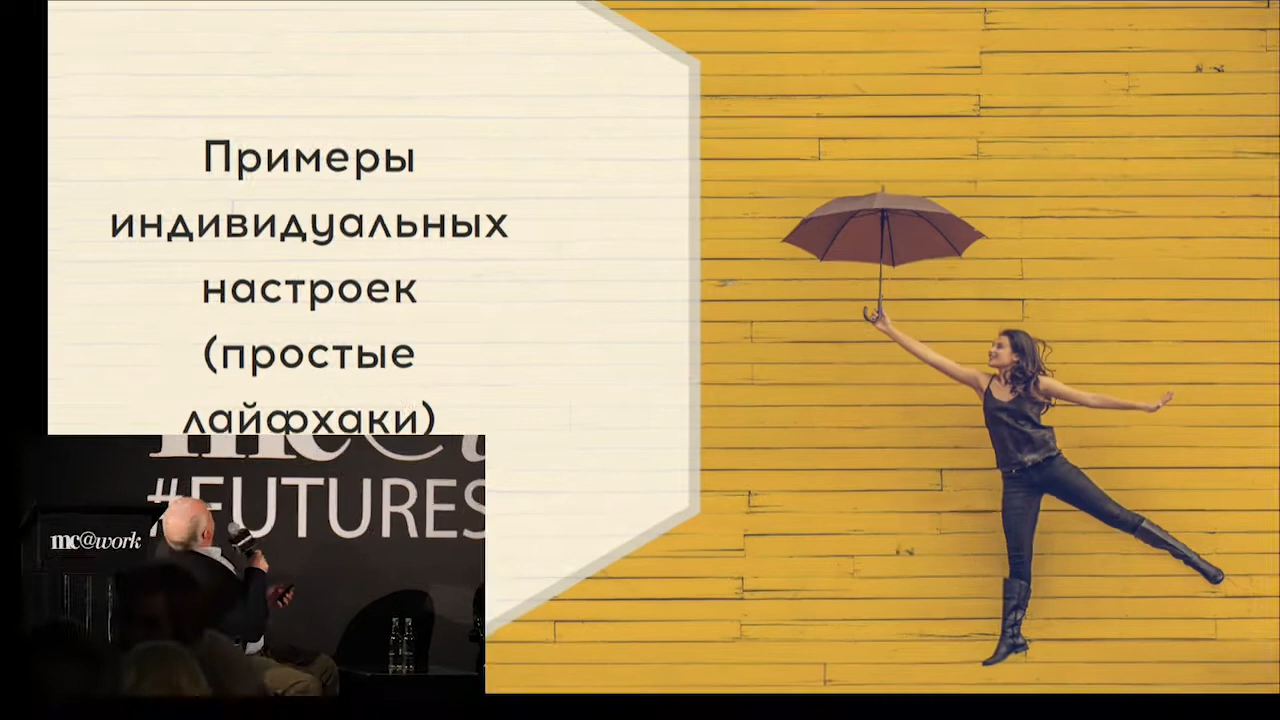 Примеры
индивидуальных
настроек
(простые
лайфхаки)
#FUTURES
mc@work